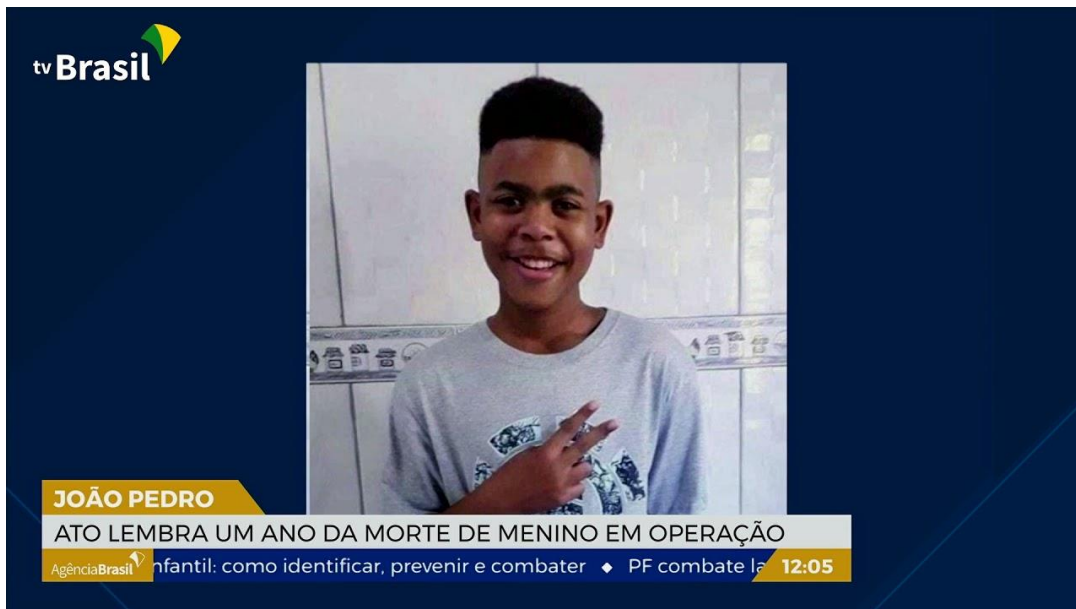 tv Brasil
JOÃO PEDRO
ATO LEMBRA UM ANO DA MORTE DE MENINO EM OPERAÇÃO
AgênciaBrasil nfantil: como identificar, prevenir e combater ◆ PF combate la 12:05